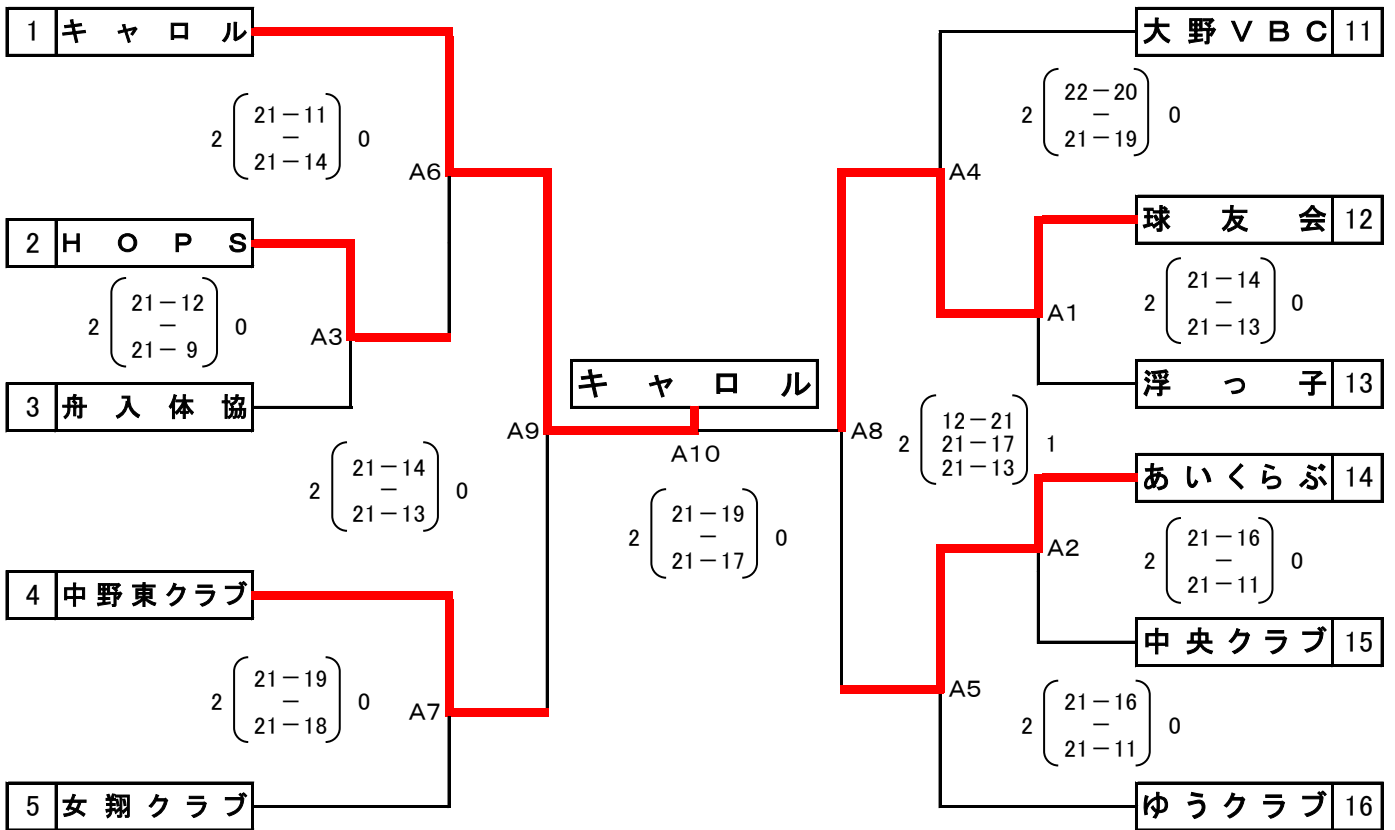 1 キャロル
2 21－11 － 21－14 0
A6
2 HOPS
2 21－12 － 21－ 9 0
A3
3 舟入体協
A9
2 21－14 － 21－13 0
4 中野東クラブ
2 21－19 － 21－18 0
A7
5 女翔クラブ
キャロル
A10
2 21－19 － 21－17 0
大野VBC 11
2 22－20 － 21－19 0
A4
球友会 12
2 21－14 － 21－13 0
A1
浮っ子 13
A8
2 12－21 21－17 21－13 1
あいくらぶ 14
2 21－16 － 21－11 0
A2
中央クラブ 15
A5
2 21－16 － 21－11 0
ゆうクラブ 16